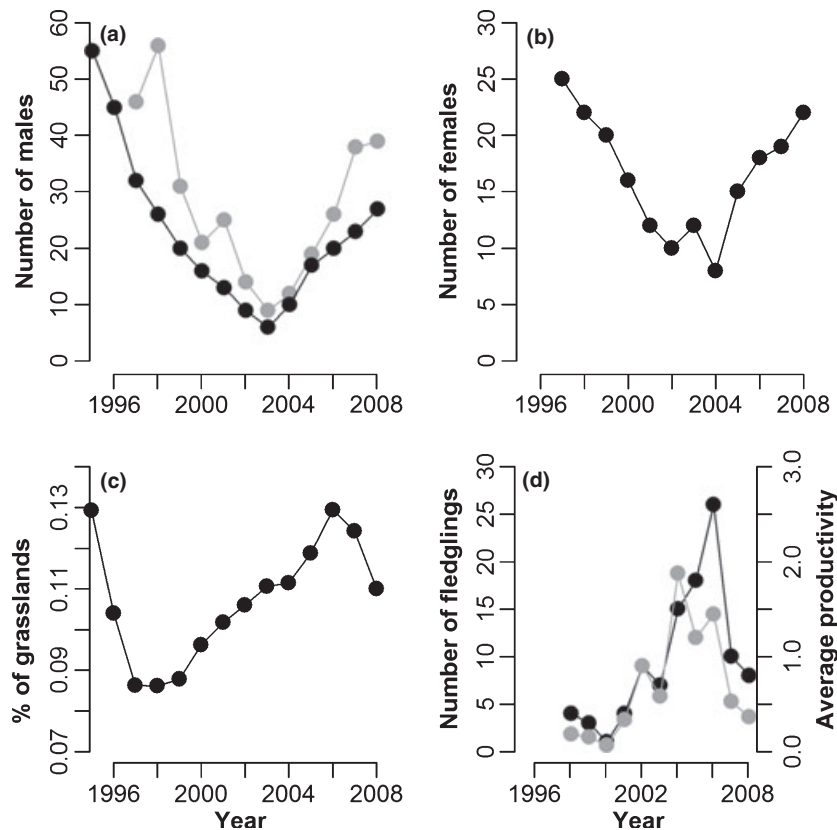 (a)
Number of males
60
50
40
30
20
10
0
1996 2000 2004 2008
(b)
Number of females
30
25
20
15
10
5
0
1996 2000 2004 2008
(c)
% of grasslands
0.13
0.11
0.09
0.07
1996 2000 2004 2008
Year
(d)
Number of fledglings
30
25
20
15
10
5
0
Average productivity
3.0
2.0
1.0
0.0
1996 2002 2008
Year